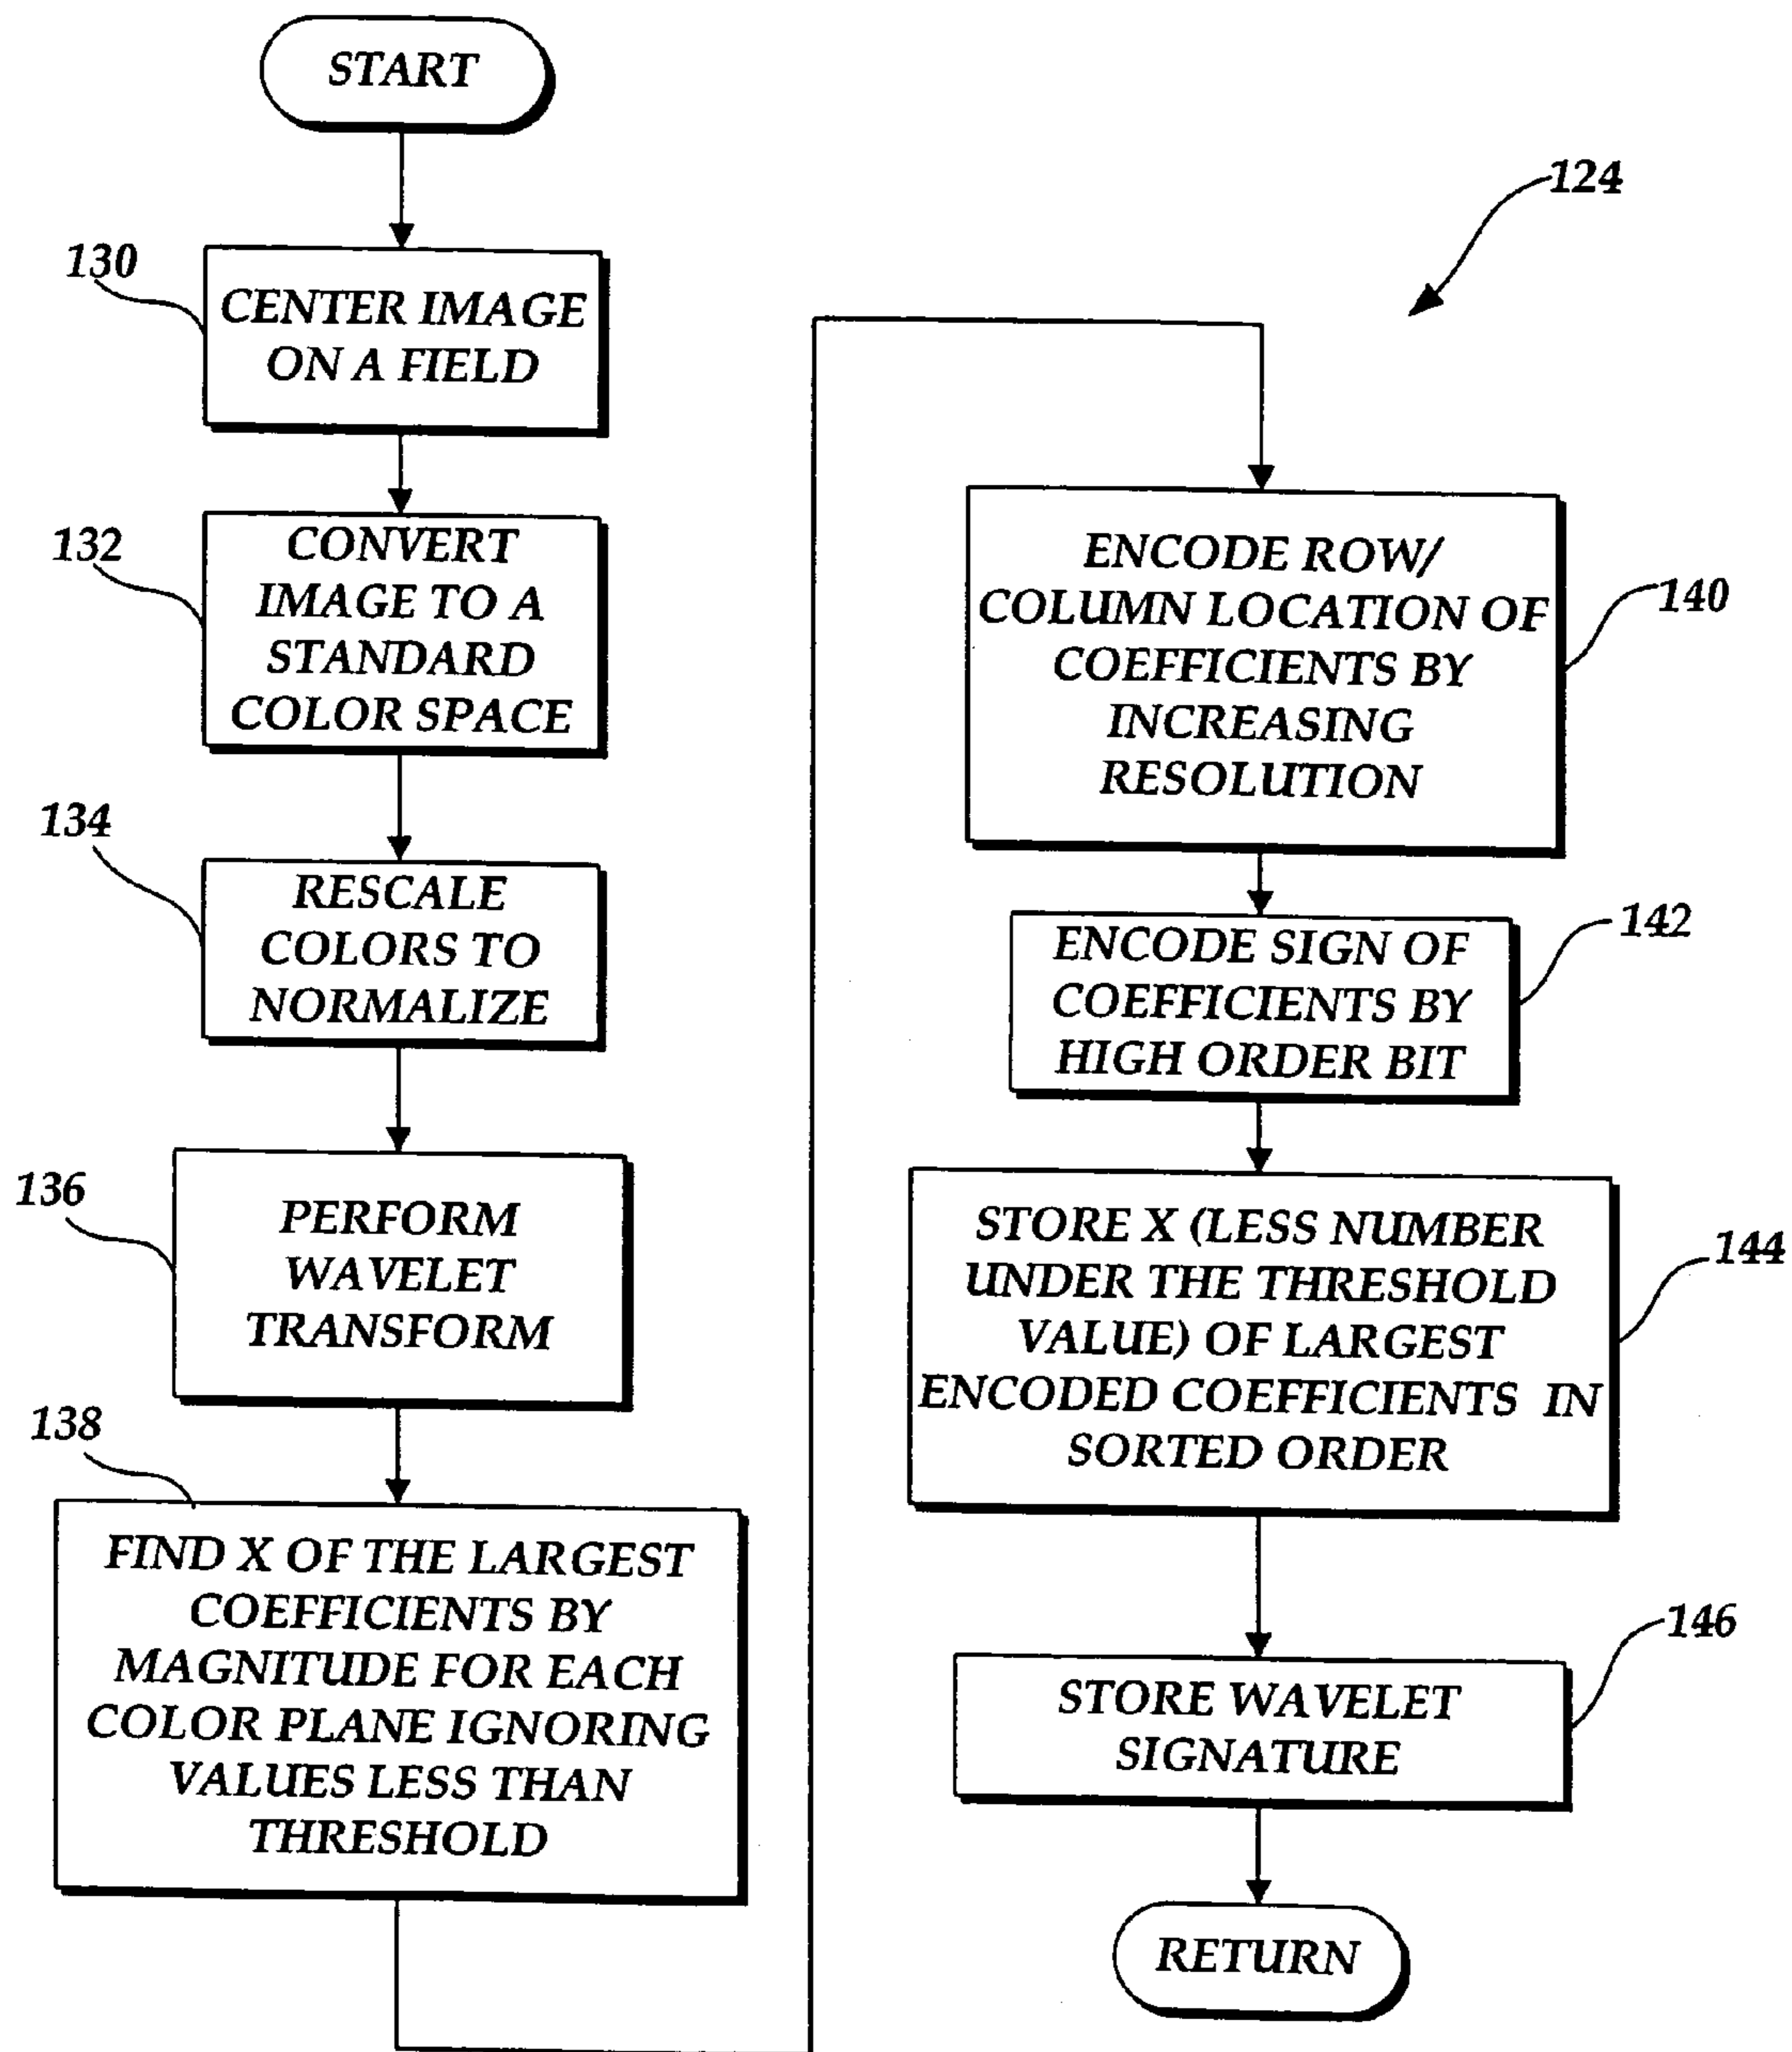 START
130
CENTER IMAGE
ON A FIELD
132
CONVERT
IMAGE TO A
STANDARD
COLOR SPACE
134
RESCALE
COLORS TO
NORMALIZE
136
PERFORM
WAVELET
TRANSFORM
138
FIND X OF THE LARGEST
COEFFICIENTS BY
MAGNITUDE FOR EACH
COLOR PLANE IGNORING
VALUES LESS THAN
THRESHOLD
124
ENCODE ROW/
COLUMN LOCATION OF
COEFFICIENTS BY
INCREASING
RESOLUTION
140
ENCODE SIGN OF
COEFFICIENTS BY
HIGH ORDER BIT
142
STORE X (LESS NUMBER
UNDER THE THRESHOLD
VALUE) OF LARGEST
ENCODED COEFFICIENTS IN
SORTED ORDER
144
STORE WAVELET
SIGNATURE
146
RETURN